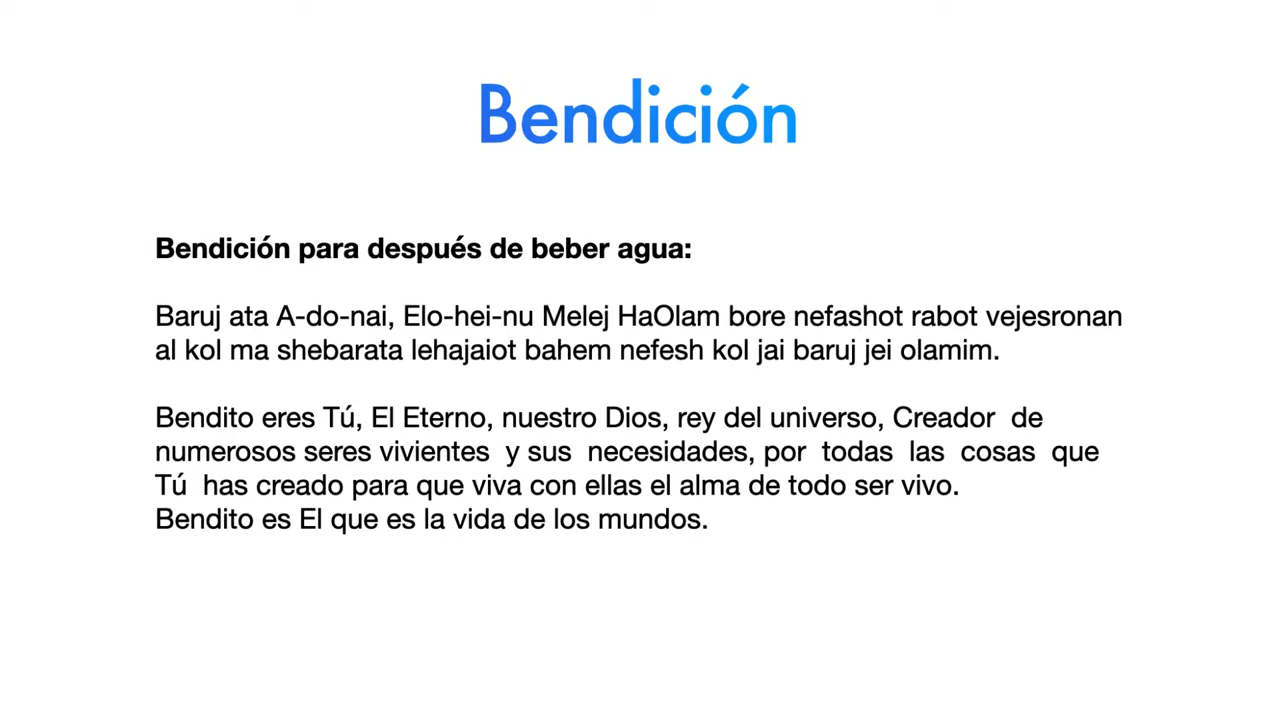 Bendición
Bendición para después de beber agua:
Baruj ata A-do-nai, Elo-hei-nu Melej HaOlam bore nefashot rabot vejesronan
al kol ma shebarata lehajaiot bahem nefesh kol jai baruj jei olamim.
Bendito eres Tú, El Eterno, nuestro Dios, rey del universo, Creador de
numerosos seres vivientes y sus necesidades, por todas las cosas que
Tú has creado para que viva con ellas el alma de todo ser vivo.
Bendito es El que es la vida de los mundos.